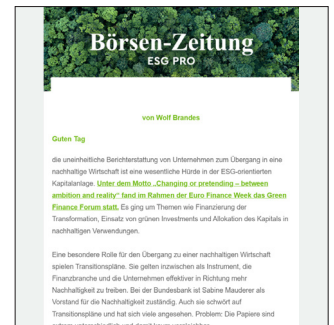 Börsen-Zeitung
ESG PRO
von Wolf Brandes
Guten Tag
die uneinheitliche Berichterstattung von Unternehmen zum Übergang in eine
nachhaltige Wirtschaft ist eine wesentliche Hürde in der ESG-orientierten
Kapitalanlage. Unter dem Motto „Changing or pretending – between
ambition and reality“ fand im Rahmen der Euro Finance Week das Green
Finance Forum statt. Es ging um Themen wie Finanzierung der
Transformation, Einsatz von grünen Investments und Allokation des Kapitals in
nachhaltigen Verwendungen.
Eine besondere Rolle für den Übergang zu einer nachhaltigen Wirtschaft
spielen Transitionspläne. Sie gelten inzwischen als Instrument, die
Finanzbranche und die Unternehmen effektiver in Richtung mehr
Nachhaltigkeit zu treiben. Bei der Bundesbank ist Sabine Mauderer als
Vorstand für die Nachhaltigkeit zuständig. Auch sie schwört auf
Transitionspläne und hat sich viele angesehen. Problem: Die Papiere sind